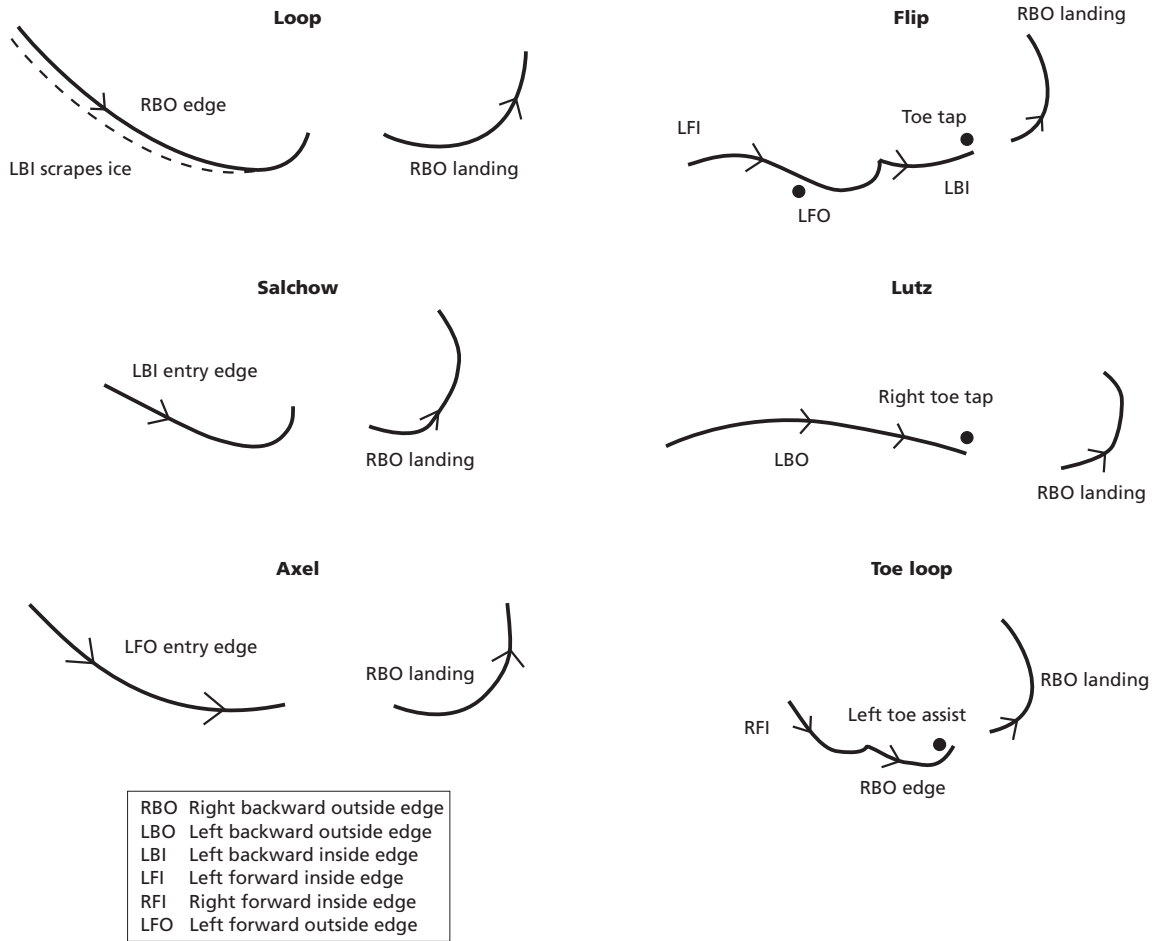 Loop
RBO edge
LBI scrapes ice
RBO landing
Flip
RBO landing
LFI
Toe tap
LFO
LBI
Salchow
LBI entry edge
RBO landing
Lutz
Right toe tap
LBO
RBO landing
Axel
LFO entry edge
RBO landing
Toe loop
RBO landing
Left toe assist
RFI
RBO edge
RBO Right backward outside edge
LBO Left backward outside edge
LBI Left backward inside edge
LFI Left forward inside edge
RFI Right forward inside edge
LFO Left forward outside edge